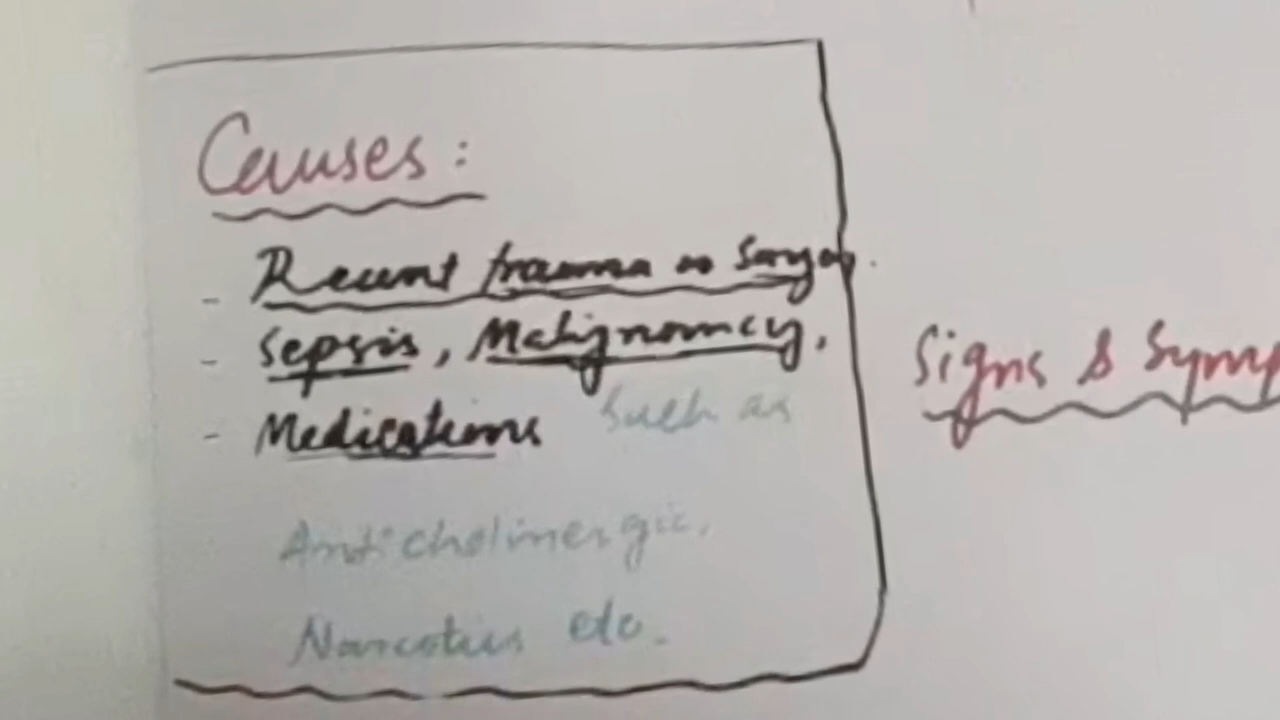 Causes:
- Recent trauma or Surgery.
- Sepsis, Malignancy,
- Medications Such as
Anticholinergic,
Narcotics etc.
Signs & Symp